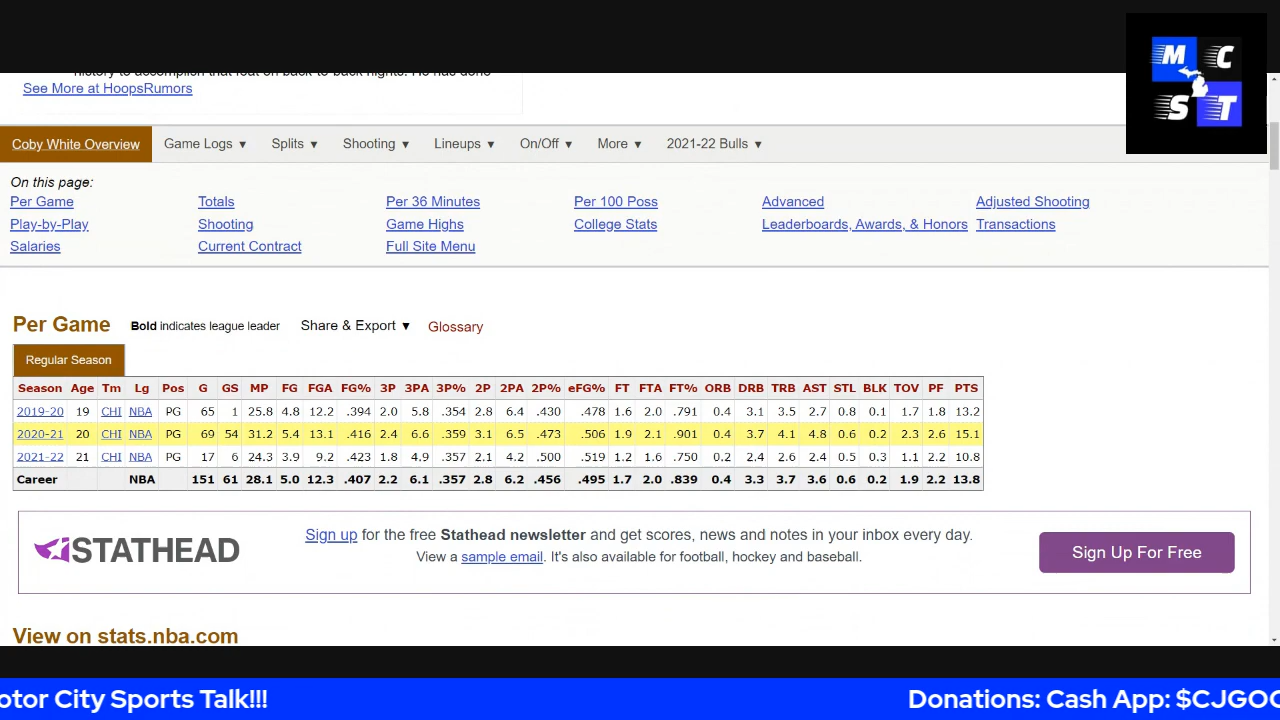 history to accomplish that feat on back-to-back nights. He has done
See More at HoopsRumors
M C
S T
Coby White Overview Game Logs ▼ Splits ▼ Shooting ▼ Lineups ▼ On/Off ▼ More ▼ 2021-22 Bulls ▼
On this page:
Per Game Totals Per 36 Minutes Per 100 Poss Advanced Adjusted Shooting
Play-by-Play Shooting Game Highs College Stats Leaderboards, Awards, & Honors Transactions
Salaries Current Contract Full Site Menu
Per Game Bold indicates league leader Share & Export ▼ Glossary
Regular Season
Season Age Tm Lg Pos G GS MP FG FGA FG% 3P 3PA 3P% 2P 2PA 2P% eFG% FT FTA FT% ORB DRB TRB AST STL BLK TOV PF PTS
2019-20 19 CHI NBA PG 65 1 25.8 4.8 12.2 .394 2.0 5.8 .354 2.8 6.4 .430 .478 1.6 2.0 .791 0.4 3.1 3.5 2.7 0.8 0.1 1.7 1.8 13.2
2020-21 20 CHI NBA PG 69 54 31.2 5.4 13.1 .416 2.4 6.6 .359 3.1 6.5 .473 .506 1.9 2.1 .901 0.4 3.7 4.1 4.8 0.6 0.2 2.3 2.6 15.1
2021-22 21 CHI NBA PG 17 6 24.3 3.9 9.2 .423 1.8 4.9 .357 2.1 4.2 .500 .519 1.2 1.6 .750 0.2 2.4 2.6 2.4 0.5 0.3 1.1 2.2 10.8
Career NBA 151 61 28.1 5.0 12.3 .407 2.2 6.1 .357 2.8 6.2 .456 .495 1.7 2.0 .839 0.4 3.3 3.7 3.6 0.6 0.2 1.9 2.2 13.8
STATHEAD
Sign up for the free Stathead newsletter and get scores, news and notes in your inbox every day.
View a sample email. It's also available for football, hockey and baseball.
Sign Up For Free
View on stats.nba.com
otor City Sports Talk!!! Donations: Cash App: $CJGOO